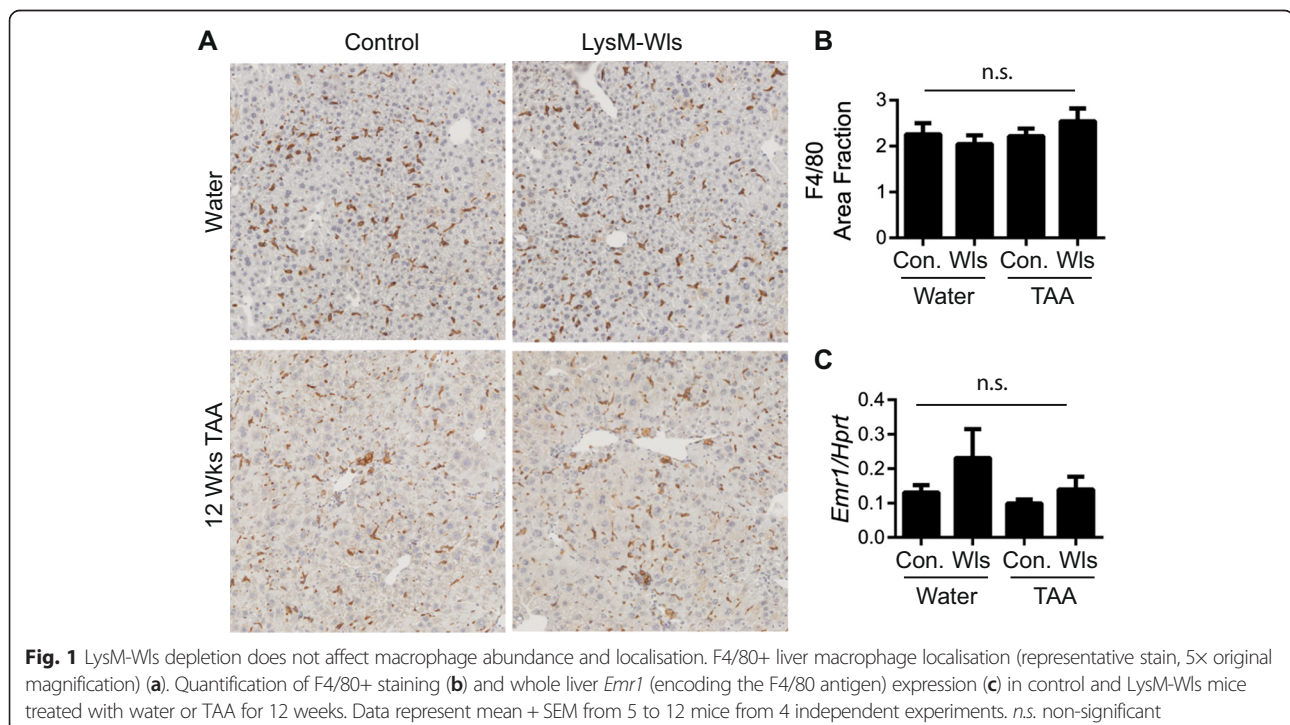 A
Control
LysM-Wls
Water
12 Wks TAA
B
n.s.
F4/80
Area Fraction
3
2
1
0
Con. Wls
Con. Wls
Water
TAA
C
n.s.
Emr1/Hprt
0.4
0.3
0.2
0.1
0.0
Con. Wls
Con. Wls
Water
TAA
Fig. 1 LysM-Wls depletion does not affect macrophage abundance and localisation. F4/80+ liver macrophage localisation (representative stain, 5× original
magnification) (a). Quantification of F4/80+ staining (b) and whole liver Emr1 (encoding the F4/80 antigen) expression (c) in control and LysM-Wls mice
treated with water or TAA for 12 weeks. Data represent mean + SEM from 5 to 12 mice from 4 independent experiments. n.s. non-significant